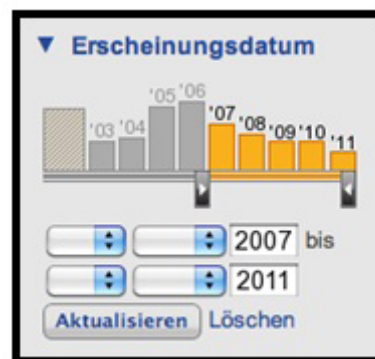 ▼ Erscheinungsdatum
'03 '04 '05 '06 '07 '08 '09 '10 '11
2007 bis
2011
Aktualisieren Löschen